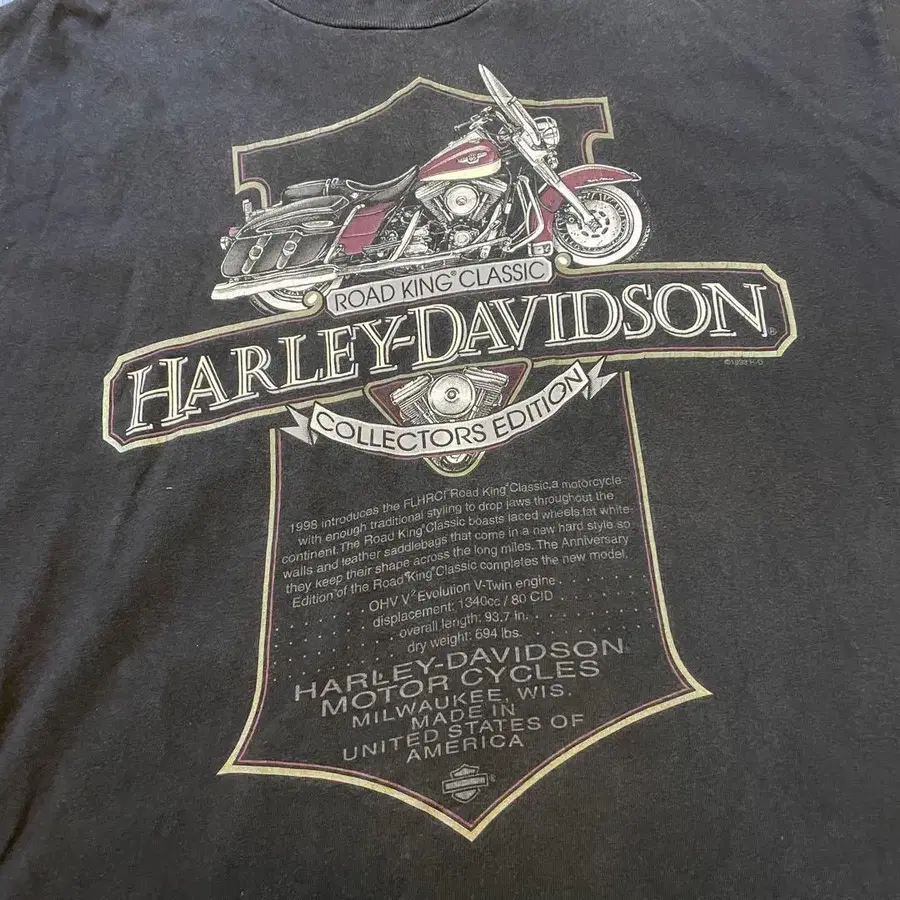 ROAD KING® CLASSIC
HARLEY-DAVIDSON®
COLLECTORS EDITION
1998 introduces the FLHRCI Road King® Classic, a motorcycle
with enough traditional styling to drop jaws throughout the
continent. The Road King® Classic boasts laced wheels, fat white-
walls and leather saddlebags that come in a new hard style so
they keep their shape across the long miles. The Anniversary
Edition of the Road King® Classic completes the new model.
OHV V² Evolution V-Twin engine
displacement: 1340cc / 80 CID
overall length: 93.7 in.
dry weight: 694 lbs.
HARLEY-DAVIDSON
MOTOR CYCLES
MILWAUKEE, WIS.
MADE IN
UNITED STATES OF
AMERICA
®